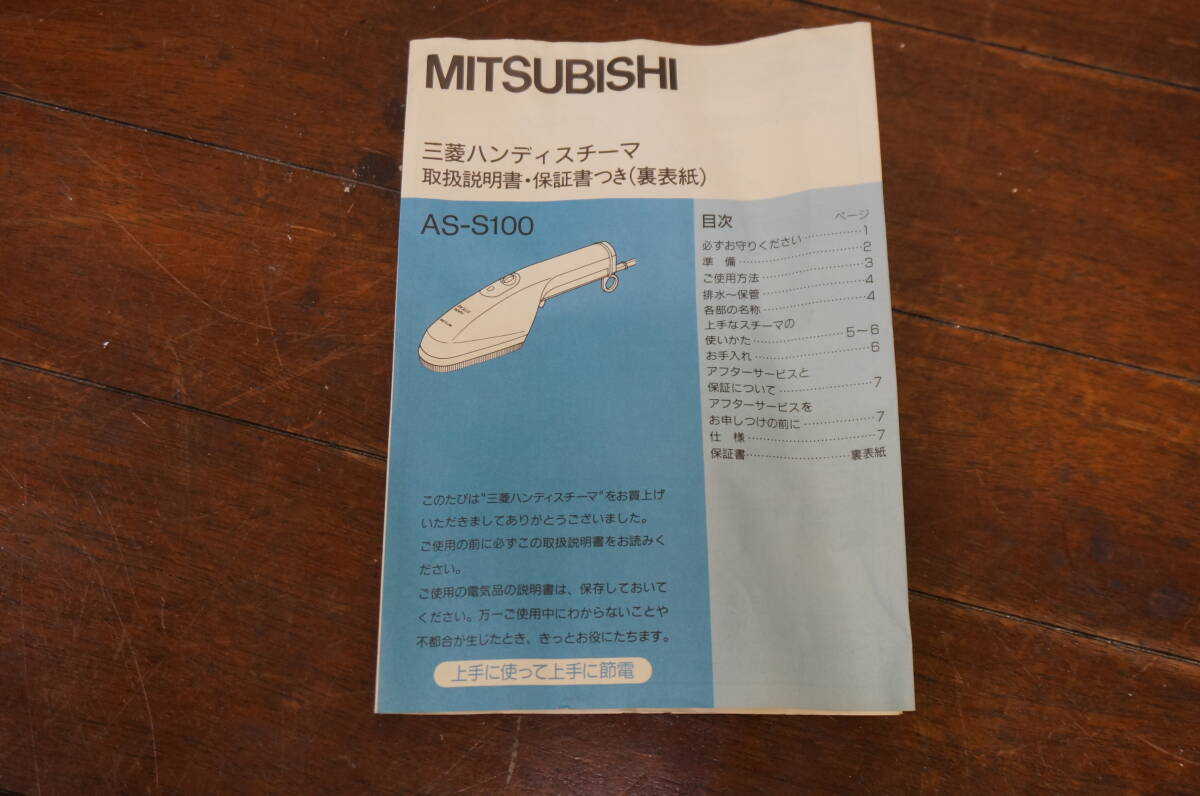 MITSUBISHI
三菱ハンディスチーマ
取扱説明書・保証書つき(裏表紙)
AS-S100
目次 ページ
必ずお守りください……………1
準 備……………………2
ご使用方法…………………3
排水～保管…………………4
各部の名称…………………4
上手なスチーマの
使いかた………………5～6
お手入れ……………………6
アフターサービスと
保証について………………7
アフターサービスを
お申しつけの前に……………7
仕 様……………………7
保証書…………………裏表紙
このたびは“三菱ハンディスチーマ”をお買上げ
いただきましてありがとうございました。
ご使用の前に必ずこの取扱説明書をお読みく
ださい。
ご使用の電気品の説明書は、保存しておいて
ください。万一ご使用中にわからないことや
不都合が生じたとき、きっとお役にたちます。
上手に使って上手に節電